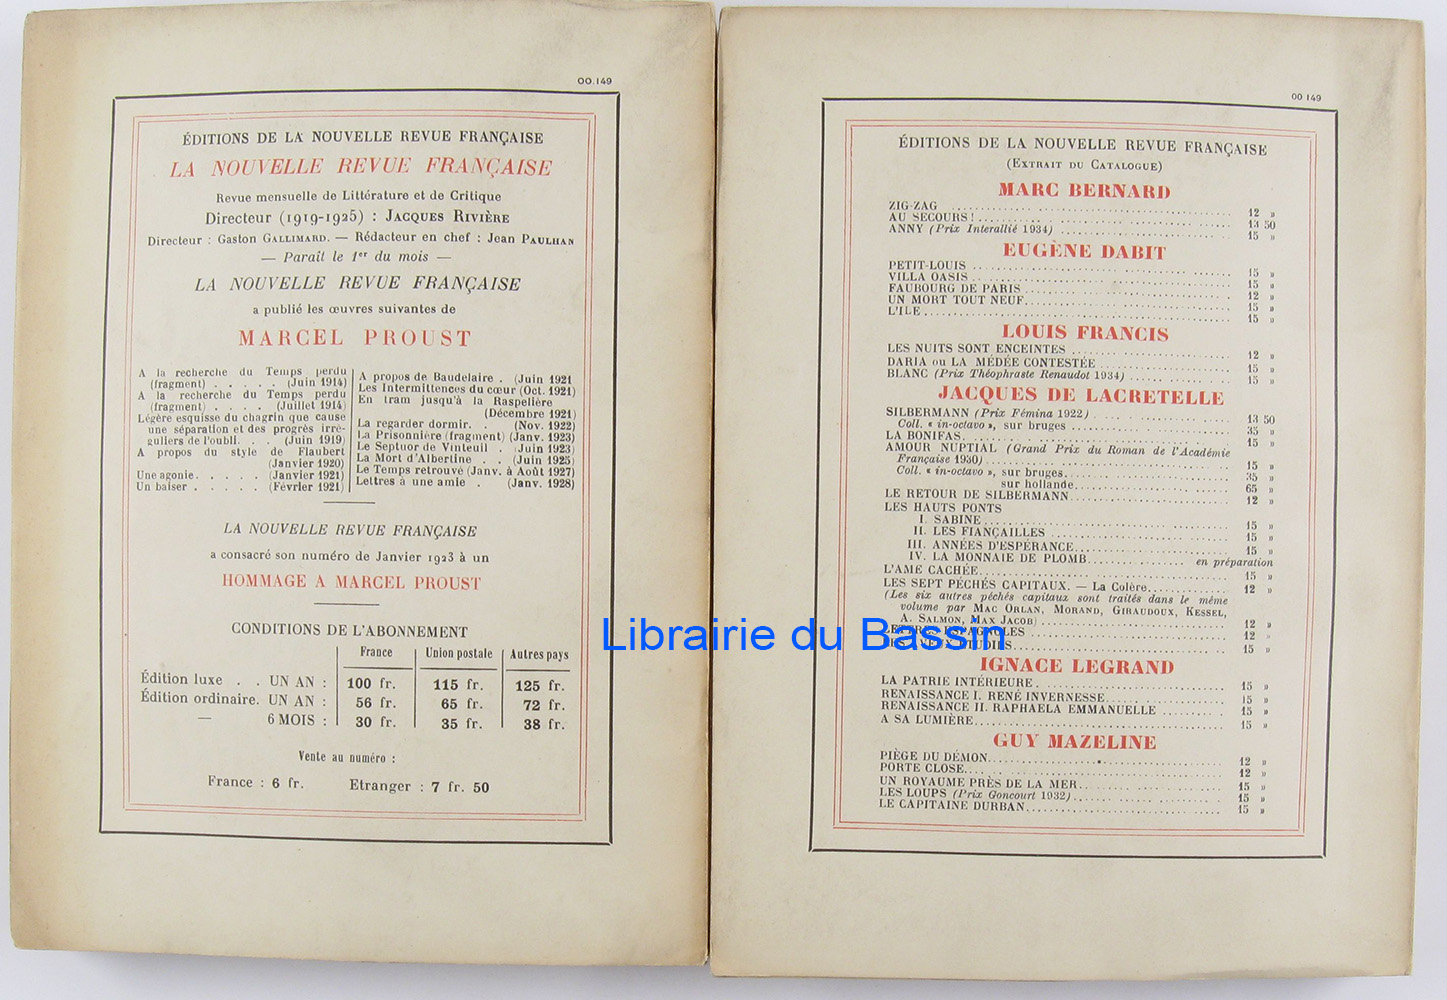 OO.149
ÉDITIONS DE LA NOUVELLE REVUE FRANÇAISE
LA NOUVELLE REVUE FRANÇAISE
Revue mensuelle de Littérature et de Critique
Directeur (1919-1925) : JACQUES RIVIÈRE
Directeur : Gaston GALLIMARD. — Rédacteur en chef : Jean PAULHAN
— Paraît le 1er du mois —
LA NOUVELLE REVUE FRANÇAISE
a publié les œuvres suivantes de
MARCEL PROUST
A la recherche du Temps perdu
(fragment) . . . . . (Juin 1914)
A la recherche du Temps perdu
(fragment) . . . . (Juillet 1914)
Légère esquisse du chagrin que cause
une séparation et des progrès irré-
guliers de l'oubli. . . (Juin 1919)
A propos du style de Flaubert
(Janvier 1920)
Une agonie. . . . . (Janvier 1921)
Un baiser . . . . . (Février 1921)
A propos de Baudelaire . (Juin 1921
Les Intermittences du cœur (Oct. 1921)
En tram jusqu'à la Raspelière
(Décembre 1921)
La regarder dormir. . (Nov. 1922)
La Prisonnière (fragment) (Janv. 1923)
Le Septuor de Vinteuil . (Juin 1923)
La Mort d'Albertine . . (Juin 1925)
Le Temps retrouvé (Janv. à Août 1927)
Lettres à une amie . (Janv. 1928)
LA NOUVELLE REVUE FRANÇAISE
a consacré son numéro de Janvier 1923 à un
HOMMAGE A MARCEL PROUST
CONDITIONS DE L'ABONNEMENT
France Union postale Autres pays
Édition luxe . . UN AN : 100 fr. 115 fr. 125 fr.
Édition ordinaire. UN AN : 56 fr. 65 fr. 72 fr.
— 6 MOIS : 30 fr. 35 fr. 38 fr.
Vente au numéro :
France : 6 fr. Etranger : 7 fr. 50
OO 149
ÉDITIONS DE LA NOUVELLE REVUE FRANÇAISE
(EXTRAIT DU CATALOGUE)
MARC BERNARD
ZIG-ZAG 12 »
AU SECOURS ! 13 50
ANNY (Prix Interallié 1934) 15 »
EUGÈNE DABIT
PETIT-LOUIS 15 »
VILLA OASIS 15 »
FAUBOURG DE PARIS 12 »
UN MORT TOUT NEUF. 15 »
L'ILE 15 »
LOUIS FRANCIS
LES NUITS SONT ENCEINTES 12 »
DARIA ou LA MÉDÉE CONTESTÉE 15 »
BLANC (Prix Théophraste Renaudot 1934) 15 »
JACQUES DE LACRETELLE
SILBERMANN (Prix Fémina 1922) 13 50
Coll. « in-octavo », sur bruges 35 »
LA BONIFAS. 15 »
AMOUR NUPTIAL (Grand Prix du Roman de l'Académie
Française 1930) 15 »
Coll. « in-octavo », sur bruges. 35 »
sur hollande. 65 »
LE RETOUR DE SILBERMANN 12 »
LES HAUTS PONTS
I. SABINE 15 »
II. LES FIANÇAILLES 15 »
III. ANNÉES D'ESPÉRANCE 15 »
IV. LA MONNAIE DE PLOMB en préparation
L'AME CACHÉE 15 »
LES SEPT PÉCHÉS CAPITAUX. — La Colère. 12 »
(Les six autres péchés capitaux sont traités dans le même
volume par MAC ORLAN, MORAND, GIRAUDOUX, KESSEL,
A. SALMON, MAX JACOB) 12 »
LETTRES ESPAGNOLES 12 »
15 »
IGNACE LEGRAND
LA PATRIE INTÉRIEURE 15 »
RENAISSANCE I. RENÉ INVERNESSE 15 »
RENAISSANCE II. RAPHAELA EMMANUELLE 15 »
A SA LUMIÈRE 15 »
GUY MAZELINE
PIÈGE DU DÉMON 12 »
PORTE CLOSE 12 »
UN ROYAUME PRÈS DE LA MER 15 »
LES LOUPS (Prix Goncourt 1932) 15 »
LE CAPITAINE DURBAN 15 »
Librairie du Bassin